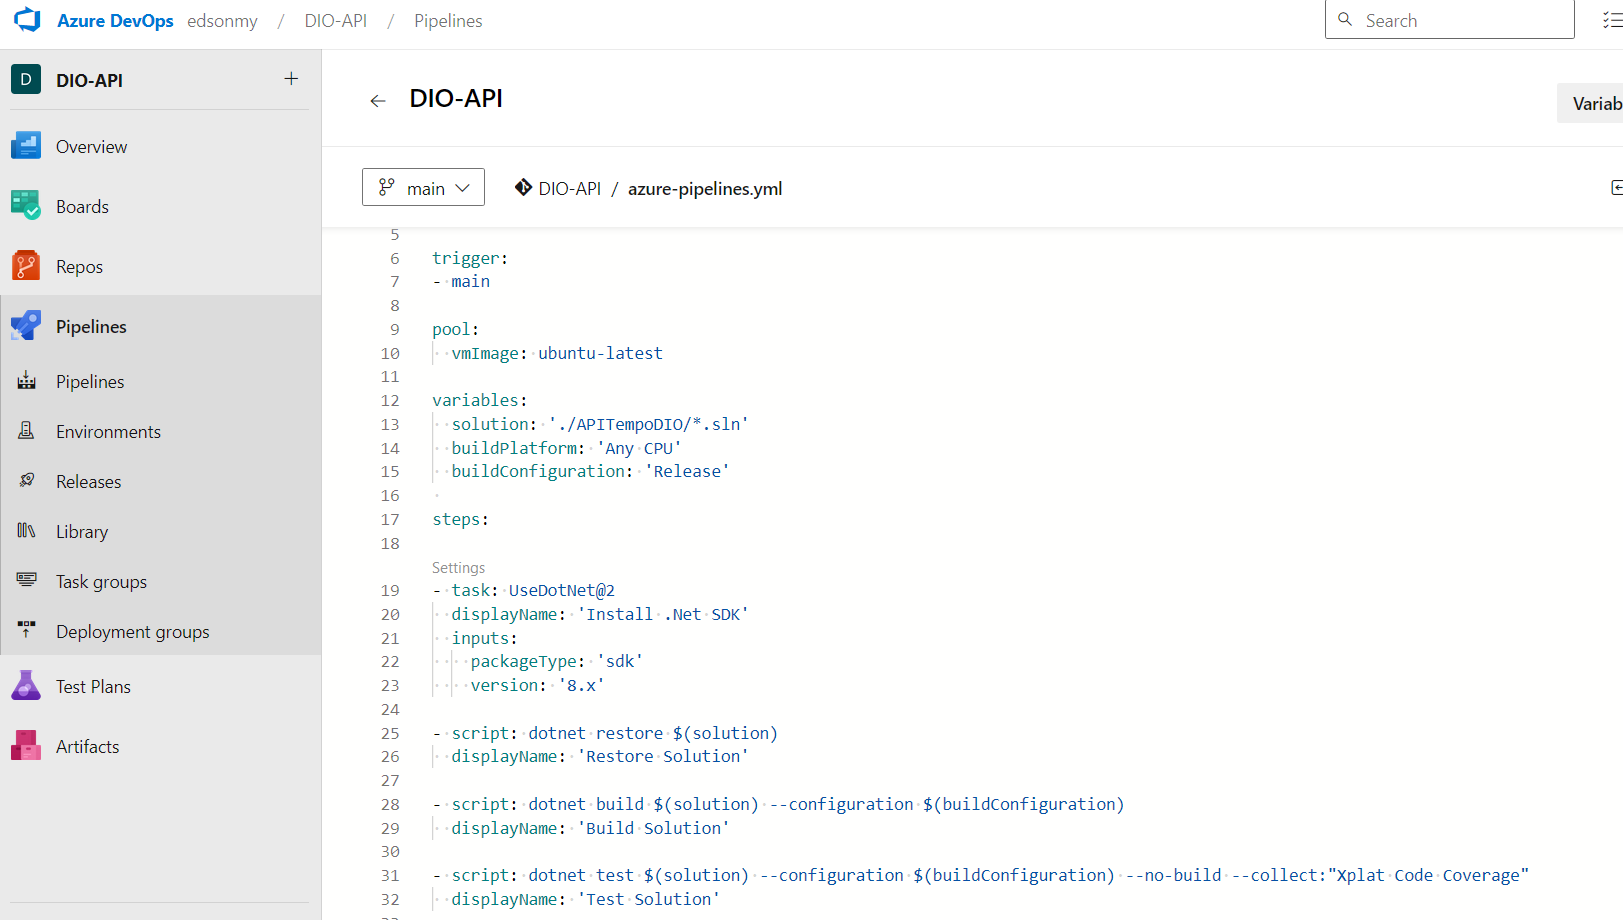 Azure DevOps edsonmy / DIO-API / Pipelines
Search
D DIO-API +
Overview
Boards
Repos
Pipelines
Pipelines
Environments
Releases
Library
Task groups
Deployment groups
Test Plans
Artifacts
← DIO-API
Variab
main DIO-API / azure-pipelines.yml
5
6 trigger:
7 - main
8
9 pool:
10 vmImage: ubuntu-latest
11
12 variables:
13 solution: './APITempoDIO/*.sln'
14 buildPlatform: 'Any CPU'
15 buildConfiguration: 'Release'
16
17 steps:
18
Settings
19 - task: UseDotNet@2
20 displayName: 'Install .Net SDK'
21 inputs:
22 packageType: 'sdk'
23 version: '8.x'
24
25 - script: dotnet restore $(solution)
26 displayName: 'Restore Solution'
27
28 - script: dotnet build $(solution) --configuration $(buildConfiguration)
29 displayName: 'Build Solution'
30
31 - script: dotnet test $(solution) --configuration $(buildConfiguration) --no-build --collect:"Xplat Code Coverage"
32 displayName: 'Test Solution'